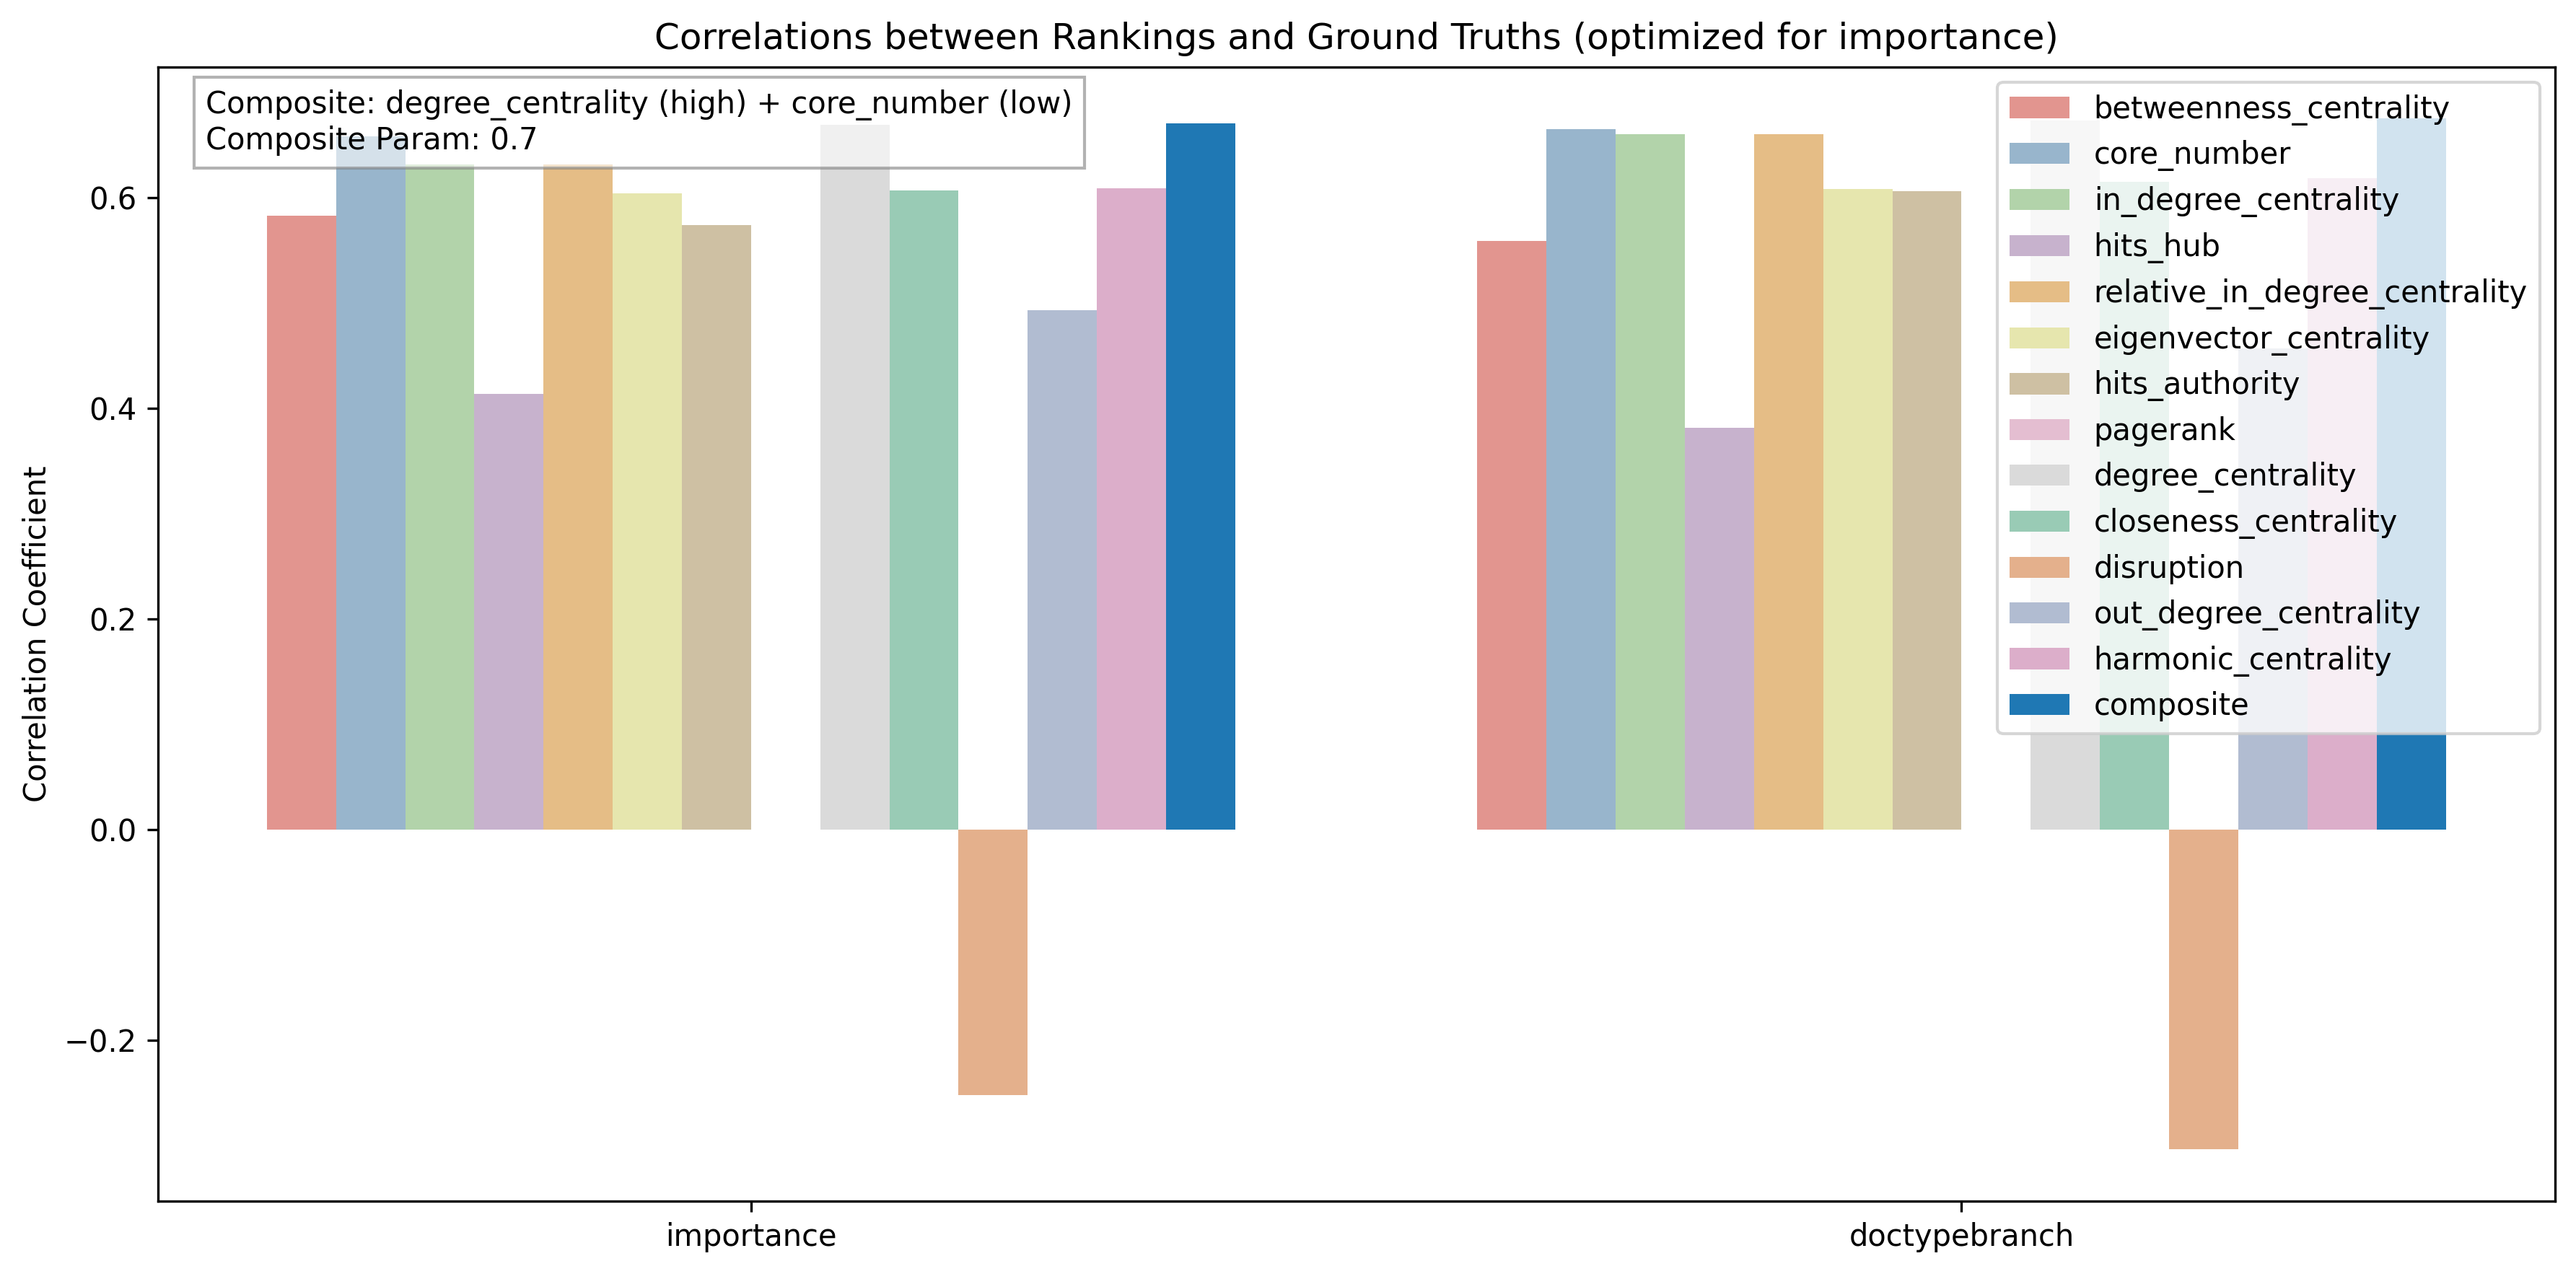 Correlations between Rankings and Ground Truths (optimized for importance)
Composite: degree_centrality (high) + core_number (low)
Composite Param: 0.7
betweenness_centrality
core_number
in_degree_centrality
hits_hub
relative_in_degree_centrality
eigenvector_centrality
hits_authority
pagerank
degree_centrality
closeness_centrality
disruption
out_degree_centrality
harmonic_centrality
composite
Correlation Coefficient
0.6
0.4
0.2
0.0
−0.2
importance
doctypebranch